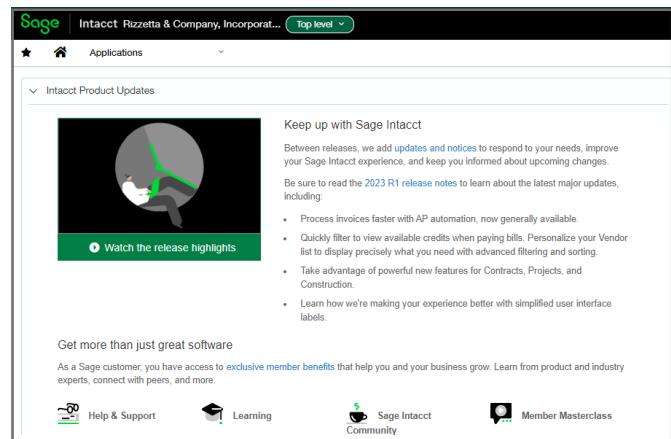 Sage Intacct Rizzetta & Company, Incorporat... Top level
Applications
Intacct Product Updates
Keep up with Sage Intacct
Between releases, we add updates and notices to respond to your needs, improve
your Sage Intacct experience, and keep you informed about upcoming changes.
Be sure to read the 2023 R1 release notes to learn about the latest major updates,
including:
• Process invoices faster with AP automation, now generally available.
• Quickly filter to view available credits when paying bills. Personalize your Vendor
list to display precisely what you need with advanced filtering and sorting.
• Take advantage of powerful new features for Contracts, Projects, and
Construction.
• Learn how we're making your experience better with simplified user interface
labels.
Watch the release highlights
Get more than just great software
As a Sage customer, you have access to exclusive member benefits that help you and your business grow. Learn from product and industry
experts, connect with peers, and more.
Help & Support
Learning
Sage Intacct
Community
Member Masterclass